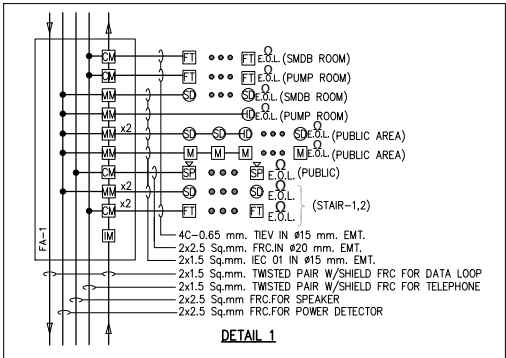 CM FT FT Ω E.O.L. (SMDB ROOM)
CM FT FT Ω E.O.L. (PUMP ROOM)
MM SD SD Ω E.O.L. (SMDB ROOM)
MM HD Ω E.O.L. (PUMP ROOM)
MM x2 SD SD HD SD Ω E.O.L. (PUBLIC AREA)
MM M M M M Ω E.O.L. (PUBLIC AREA)
CM SP SP Ω E.O.L. (PUBLIC)
MM x2 SD SD Ω E.O.L.
(STAIR-1,2)
CM x2 FT FT Ω E.O.L.
FA-1
IM
4C-0.65 mm. TIEV IN ø15 mm. EMT.
2x2.5 Sq.mm. FRC.IN ø20 mm. EMT.
2x1.5 Sq.mm. IEC 01 IN ø15 mm. EMT.
2x1.5 Sq.mm. TWISTED PAIR W/SHIELD FRC FOR DATA LOOP
2x1.5 Sq.mm. TWISTED PAIR W/SHIELD FRC FOR TELEPHONE
2x2.5 Sq.mm FRC.FOR SPEAKER
2x2.5 Sq.mm FRC.FOR POWER DETECTOR
DETAIL 1